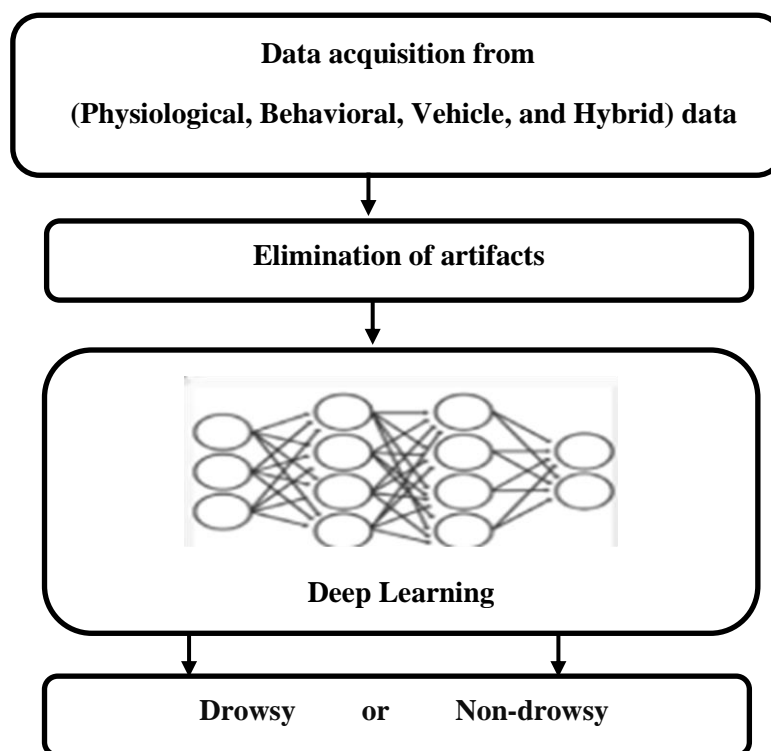 Data acquisition from
(Physiological, Behavioral, Vehicle, and Hybrid) data
Elimination of artifacts
Deep Learning
Drowsy or Non-drowsy